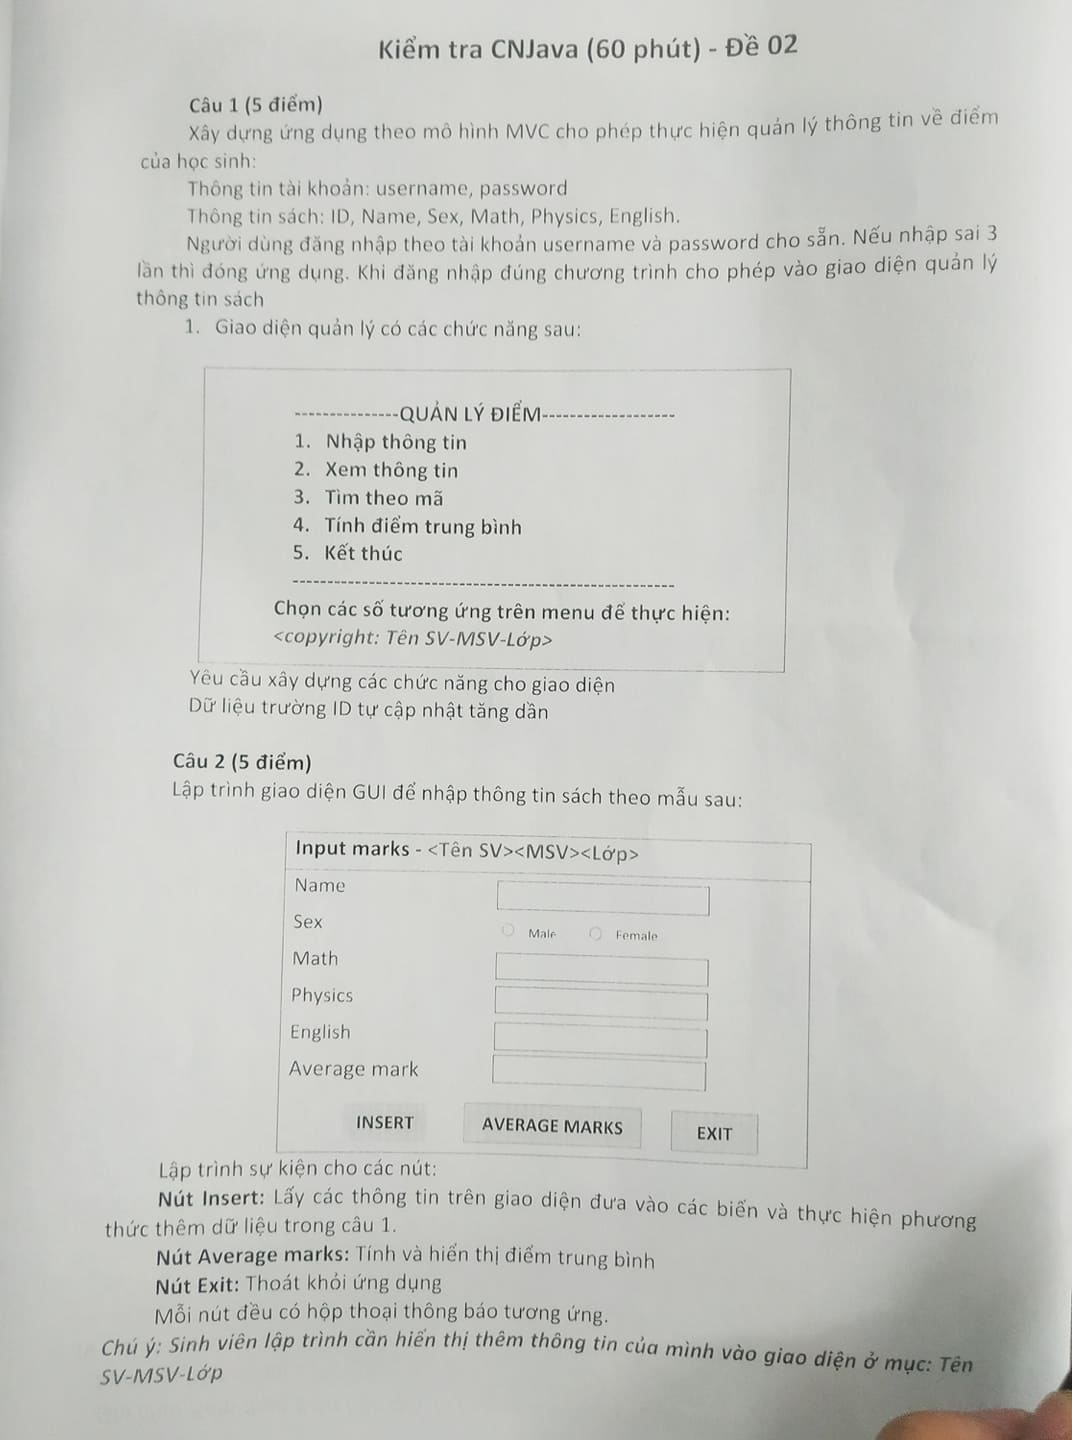 Kiểm tra CNJava (60 phút) - Đề 02
Câu 1 (5 điểm)
Xây dựng ứng dụng theo mô hình MVC cho phép thực hiện quản lý thông tin về điểm
của học sinh:
Thông tin tài khoản: username, password
Thông tin sách: ID, Name, Sex, Math, Physics, English.
Người dùng đăng nhập theo tài khoản username và password cho sẵn. Nếu nhập sai 3
lần thì đóng ứng dụng. Khi đăng nhập đúng chương trình cho phép vào giao diện quản lý
thông tin sách
1. Giao diện quản lý có các chức năng sau:
---------------QUẢN LÝ ĐIỂM-------------------
1. Nhập thông tin
2. Xem thông tin
3. Tìm theo mã
4. Tính điểm trung bình
5. Kết thúc
-------------------------------------------------------
Chọn các số tương ứng trên menu để thực hiện:
<copyright: Tên SV-MSV-Lớp>
Yêu cầu xây dựng các chức năng cho giao diện
Dữ liệu trường ID tự cập nhật tăng dần
Câu 2 (5 điểm)
Lập trình giao diện GUI để nhập thông tin sách theo mẫu sau:
Input marks - <Tên SV><MSV><Lớp>
Name
Sex Male Female
Math
Physics
English
Average mark
INSERT AVERAGE MARKS EXIT
Lập trình sự kiện cho các nút:
Nút Insert: Lấy các thông tin trên giao diện đưa vào các biến và thực hiện phương
thức thêm dữ liệu trong câu 1.
Nút Average marks: Tính và hiển thị điểm trung bình
Nút Exit: Thoát khỏi ứng dụng
Mỗi nút đều có hộp thoại thông báo tương ứng.
Chú ý: Sinh viên lập trình cần hiển thị thêm thông tin của mình vào giao diện ở mục: Tên
SV-MSV-Lớp